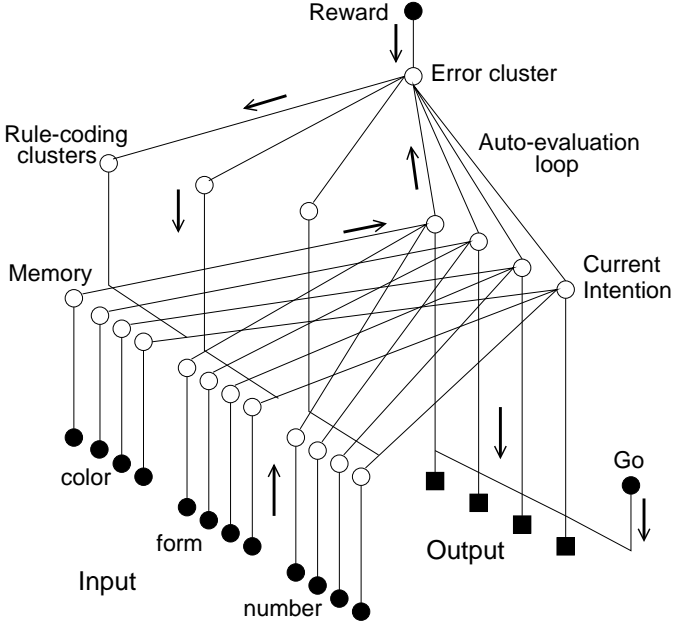 Reward
Error cluster
Rule-coding
clusters
Auto-evaluation
loop
Memory
Current
Intention
color
Go
form
Output
Input
number